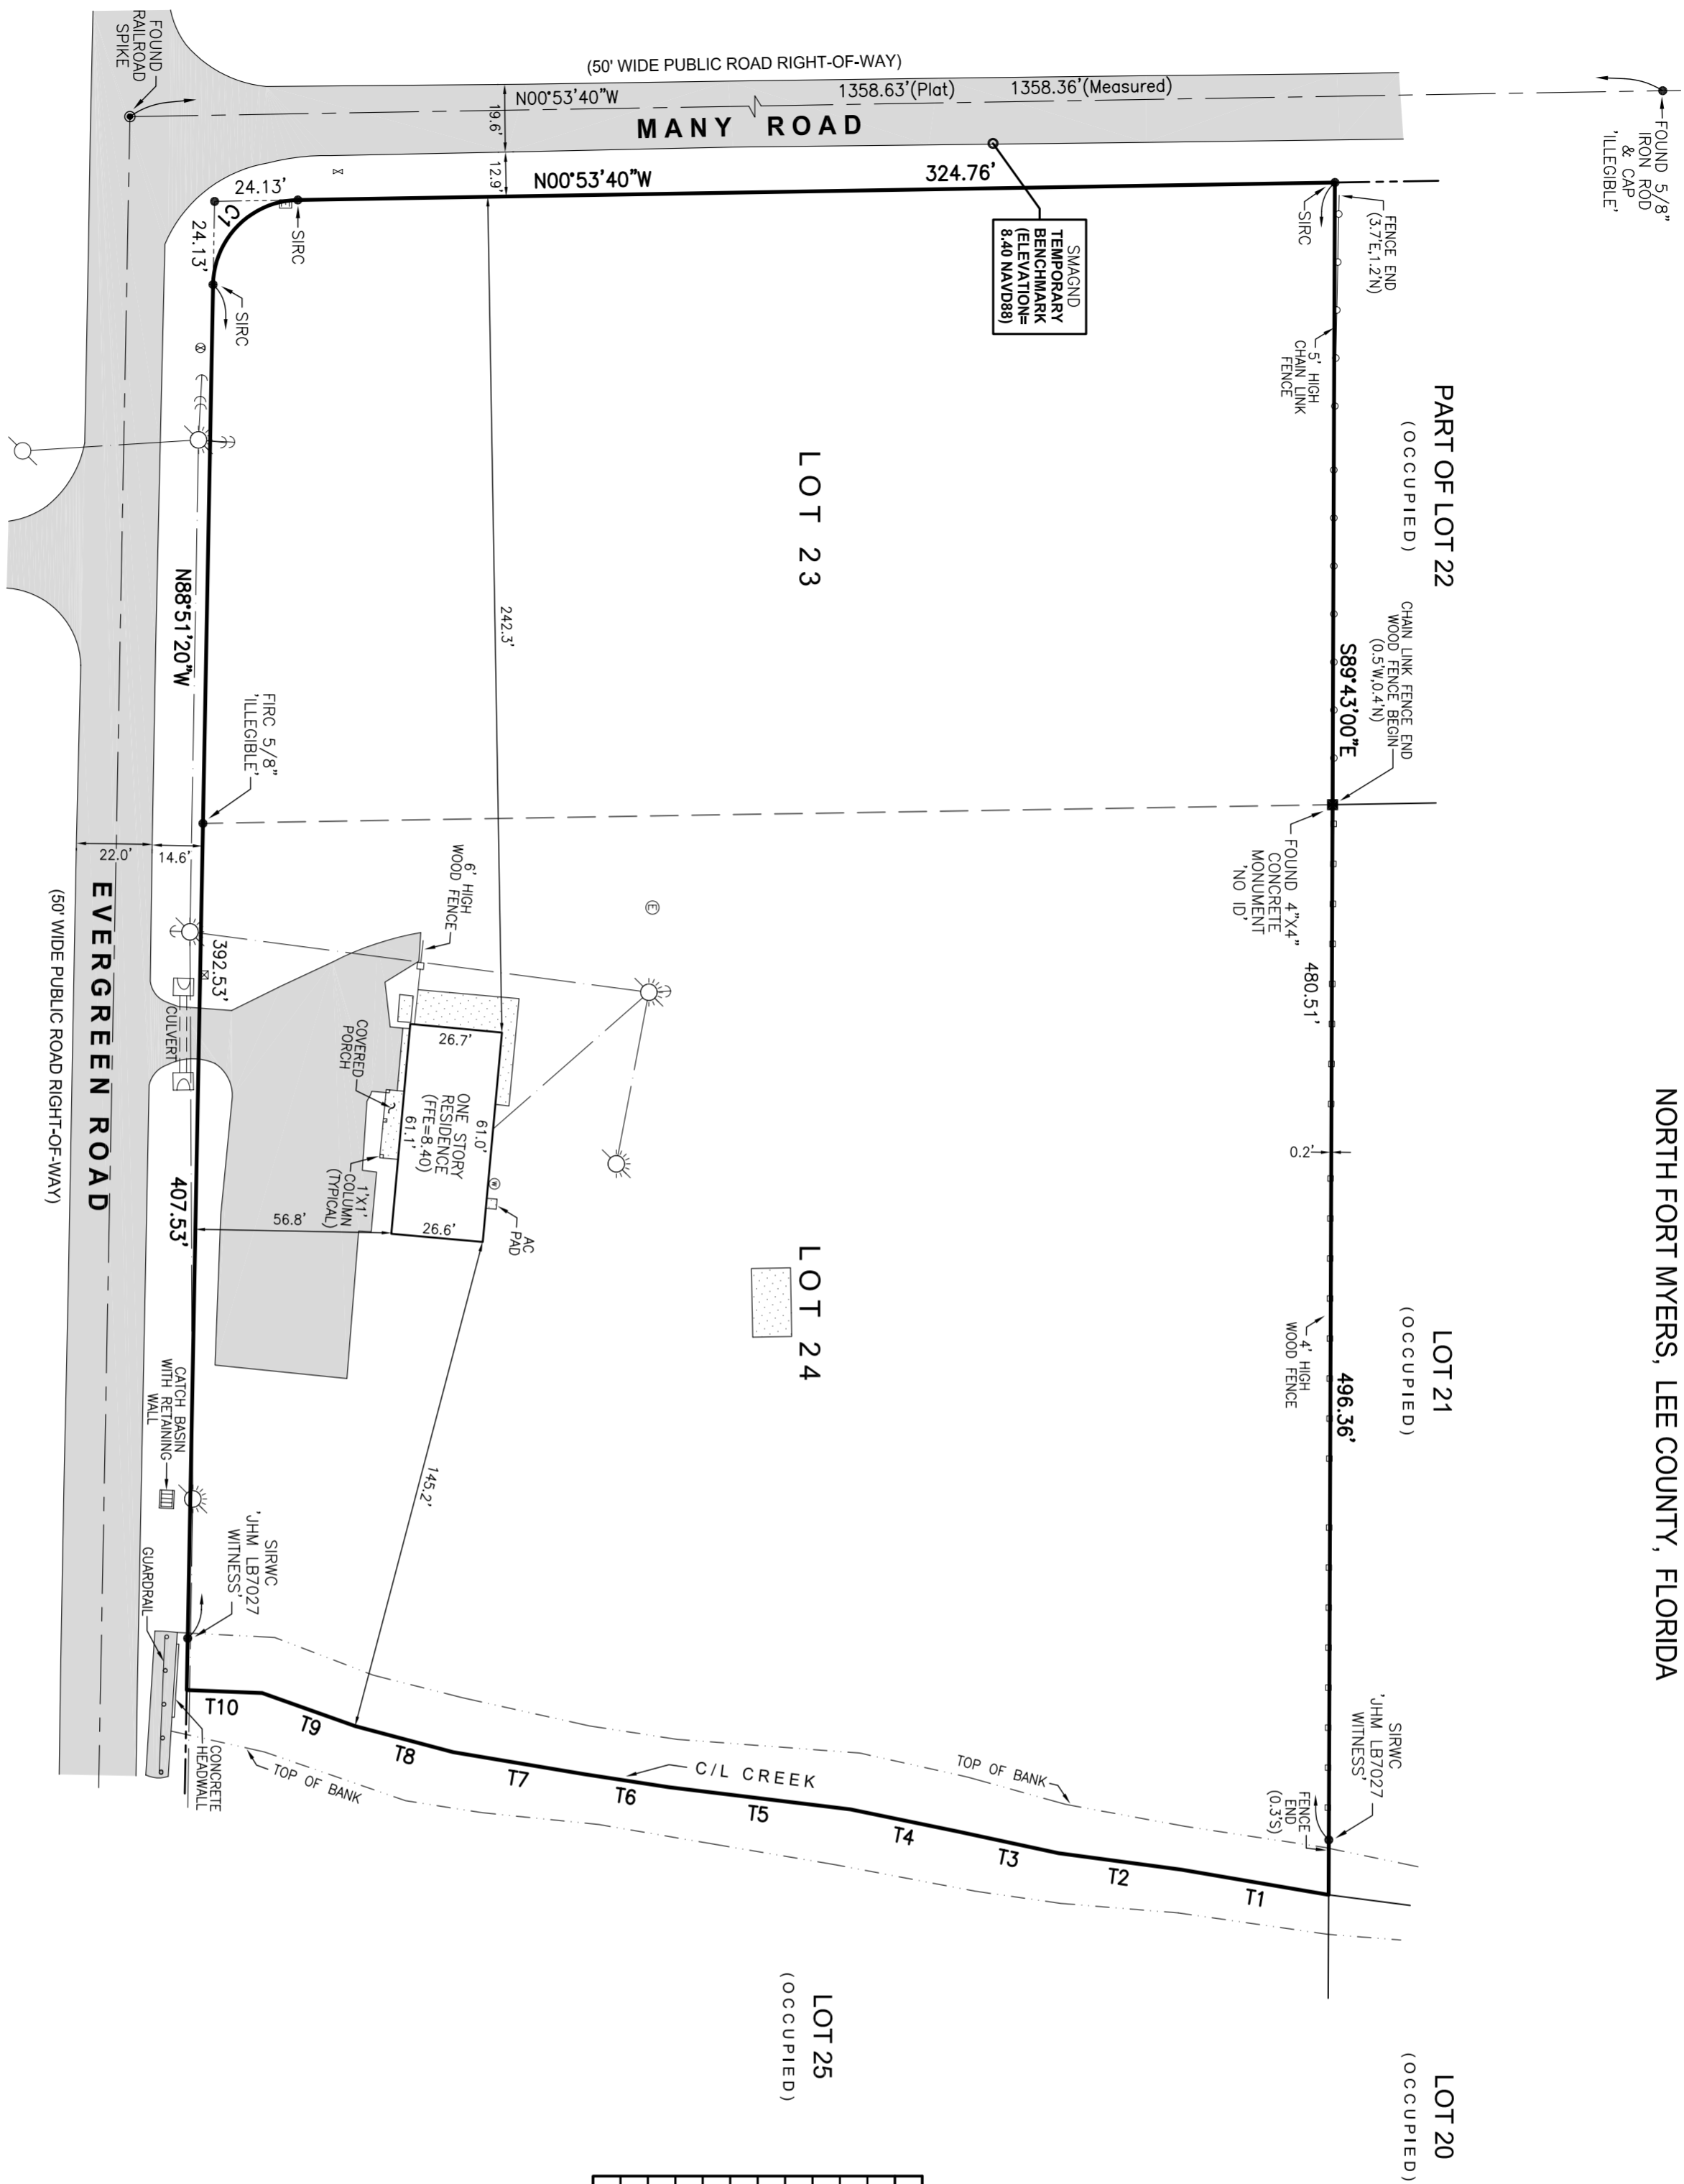 NORTH FORT MYERS, LEE COUNTY, FLORIDA
FOUND 5/8"
IRON ROD
& CAP
'ILLEGIBLE'
FENCE END
(3.7'E,1.2'N)
SIRC
5' HIGH
CHAIN LINK
FENCE
PART OF LOT 22
(OCCUPIED)
CHAIN LINK FENCE END
WOOD FENCE BEGIN
(0.5'W,0.4'N)
S89°43'00"E
FOUND 4"X4"
CONCRETE
MONUMENT
'NO ID'
480.51'
0.2'
4' HIGH
WOOD FENCE
496.36'
LOT 21
(OCCUPIED)
SIRWC
'JHM LB7027
WITNESS'
FENCE
END
(0.3'S)
LOT 20
(OCCUPIED)
LOT 25
(OCCUPIED)
(50' WIDE PUBLIC ROAD RIGHT-OF-WAY)
N00°53'40"W
1358.63'(Plat)
1358.36'(Measured)
MANY ROAD
19.6'
12.9'
N00°53'40"W
324.76'
SMAGND
TEMPORARY
BENCHMARK
(ELEVATION=
8.40 NAVD88)
LOT 23
LOT 24
242.3'
E
6' HIGH
WOOD FENCE
26.7'
61.0'
ONE STORY
RESIDENCE
(FFE=8.40)
61.1'
26.6'
W
AC
PAD
COVERED
PORCH
1'X1'
COLUMN
(TYPICAL)
56.8'
145.2'
T1
T2
T3
T4
T5
T6
T7
T8
T9
T10
C/L CREEK
TOP OF BANK
TOP OF BANK
FOUND
RAILROAD
SPIKE
24.13'
C1
24.13'
E
SIRC
SIRC
N88°51'20"W
FIRC 5/8"
'ILLEGIBLE'
22.0'
14.6'
392.53'
CULVERT
407.53'
CATCH BASIN
WITH RETAINING
WALL
SIRWC
'JHM LB7027
WITNESS'
GUARDRAIL
CONCRETE
HEADWALL
EVERGREEN ROAD
(50' WIDE PUBLIC ROAD RIGHT-OF-WAY)